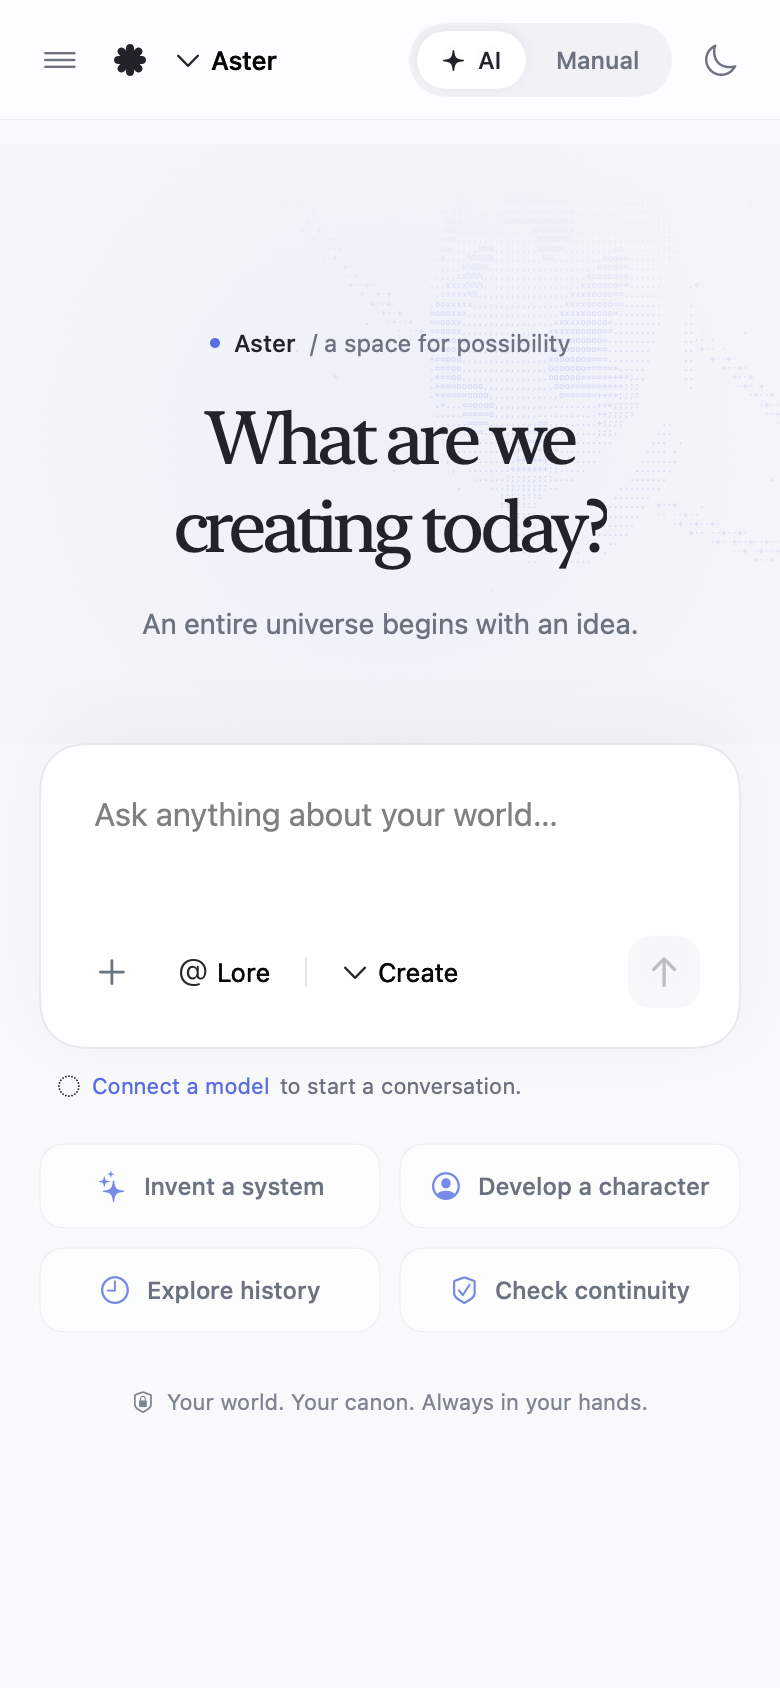 Aster
AI
Manual
Aster / a space for possibility
What are we
creating today?
An entire universe begins with an idea.
Ask anything about your world...
@ Lore
Create
Connect a model to start a conversation.
Invent a system
Develop a character
Explore history
Check continuity
Your world. Your canon. Always in your hands.